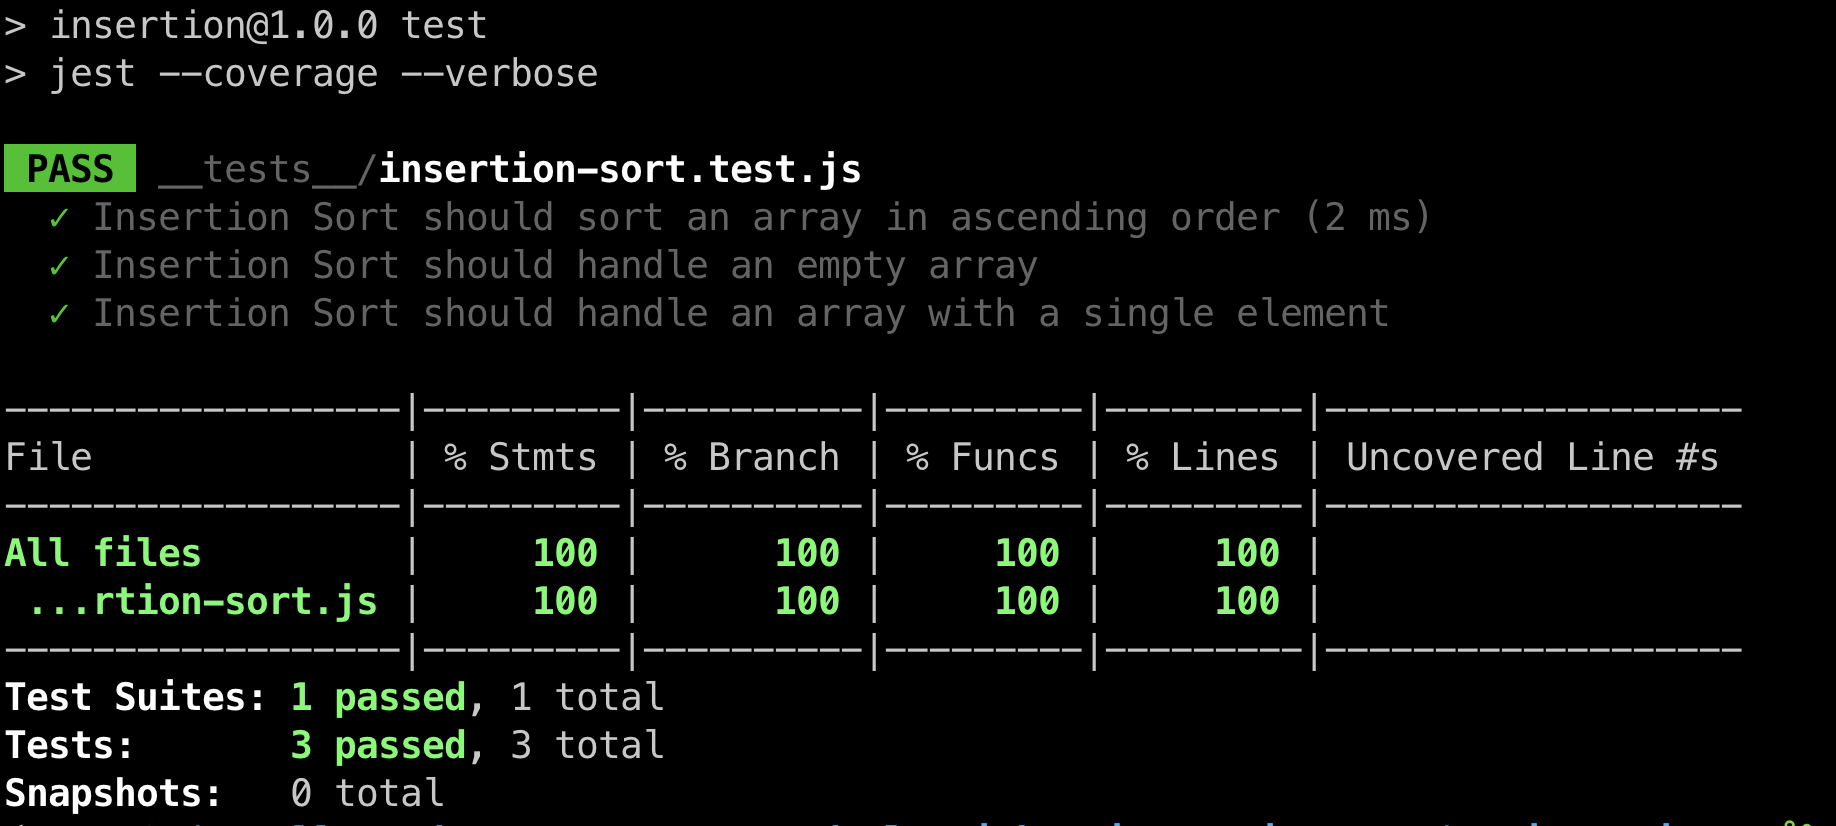 > insertion@1.0.0 test
> jest --coverage --verbose
PASS __tests__/insertion-sort.test.js
✓ Insertion Sort should sort an array in ascending order (2 ms)
✓ Insertion Sort should handle an empty array
✓ Insertion Sort should handle an array with a single element
------------------|---------|----------|---------|---------|-------------------
File              | % Stmts | % Branch | % Funcs | % Lines | Uncovered Line #s
------------------|---------|----------|---------|---------|-------------------
All files         |     100 |      100 |     100 |     100 |
 ...rtion-sort.js |     100 |      100 |     100 |     100 |
------------------|---------|----------|---------|---------|-------------------
Test Suites: 1 passed, 1 total
Tests:       3 passed, 3 total
Snapshots:   0 total